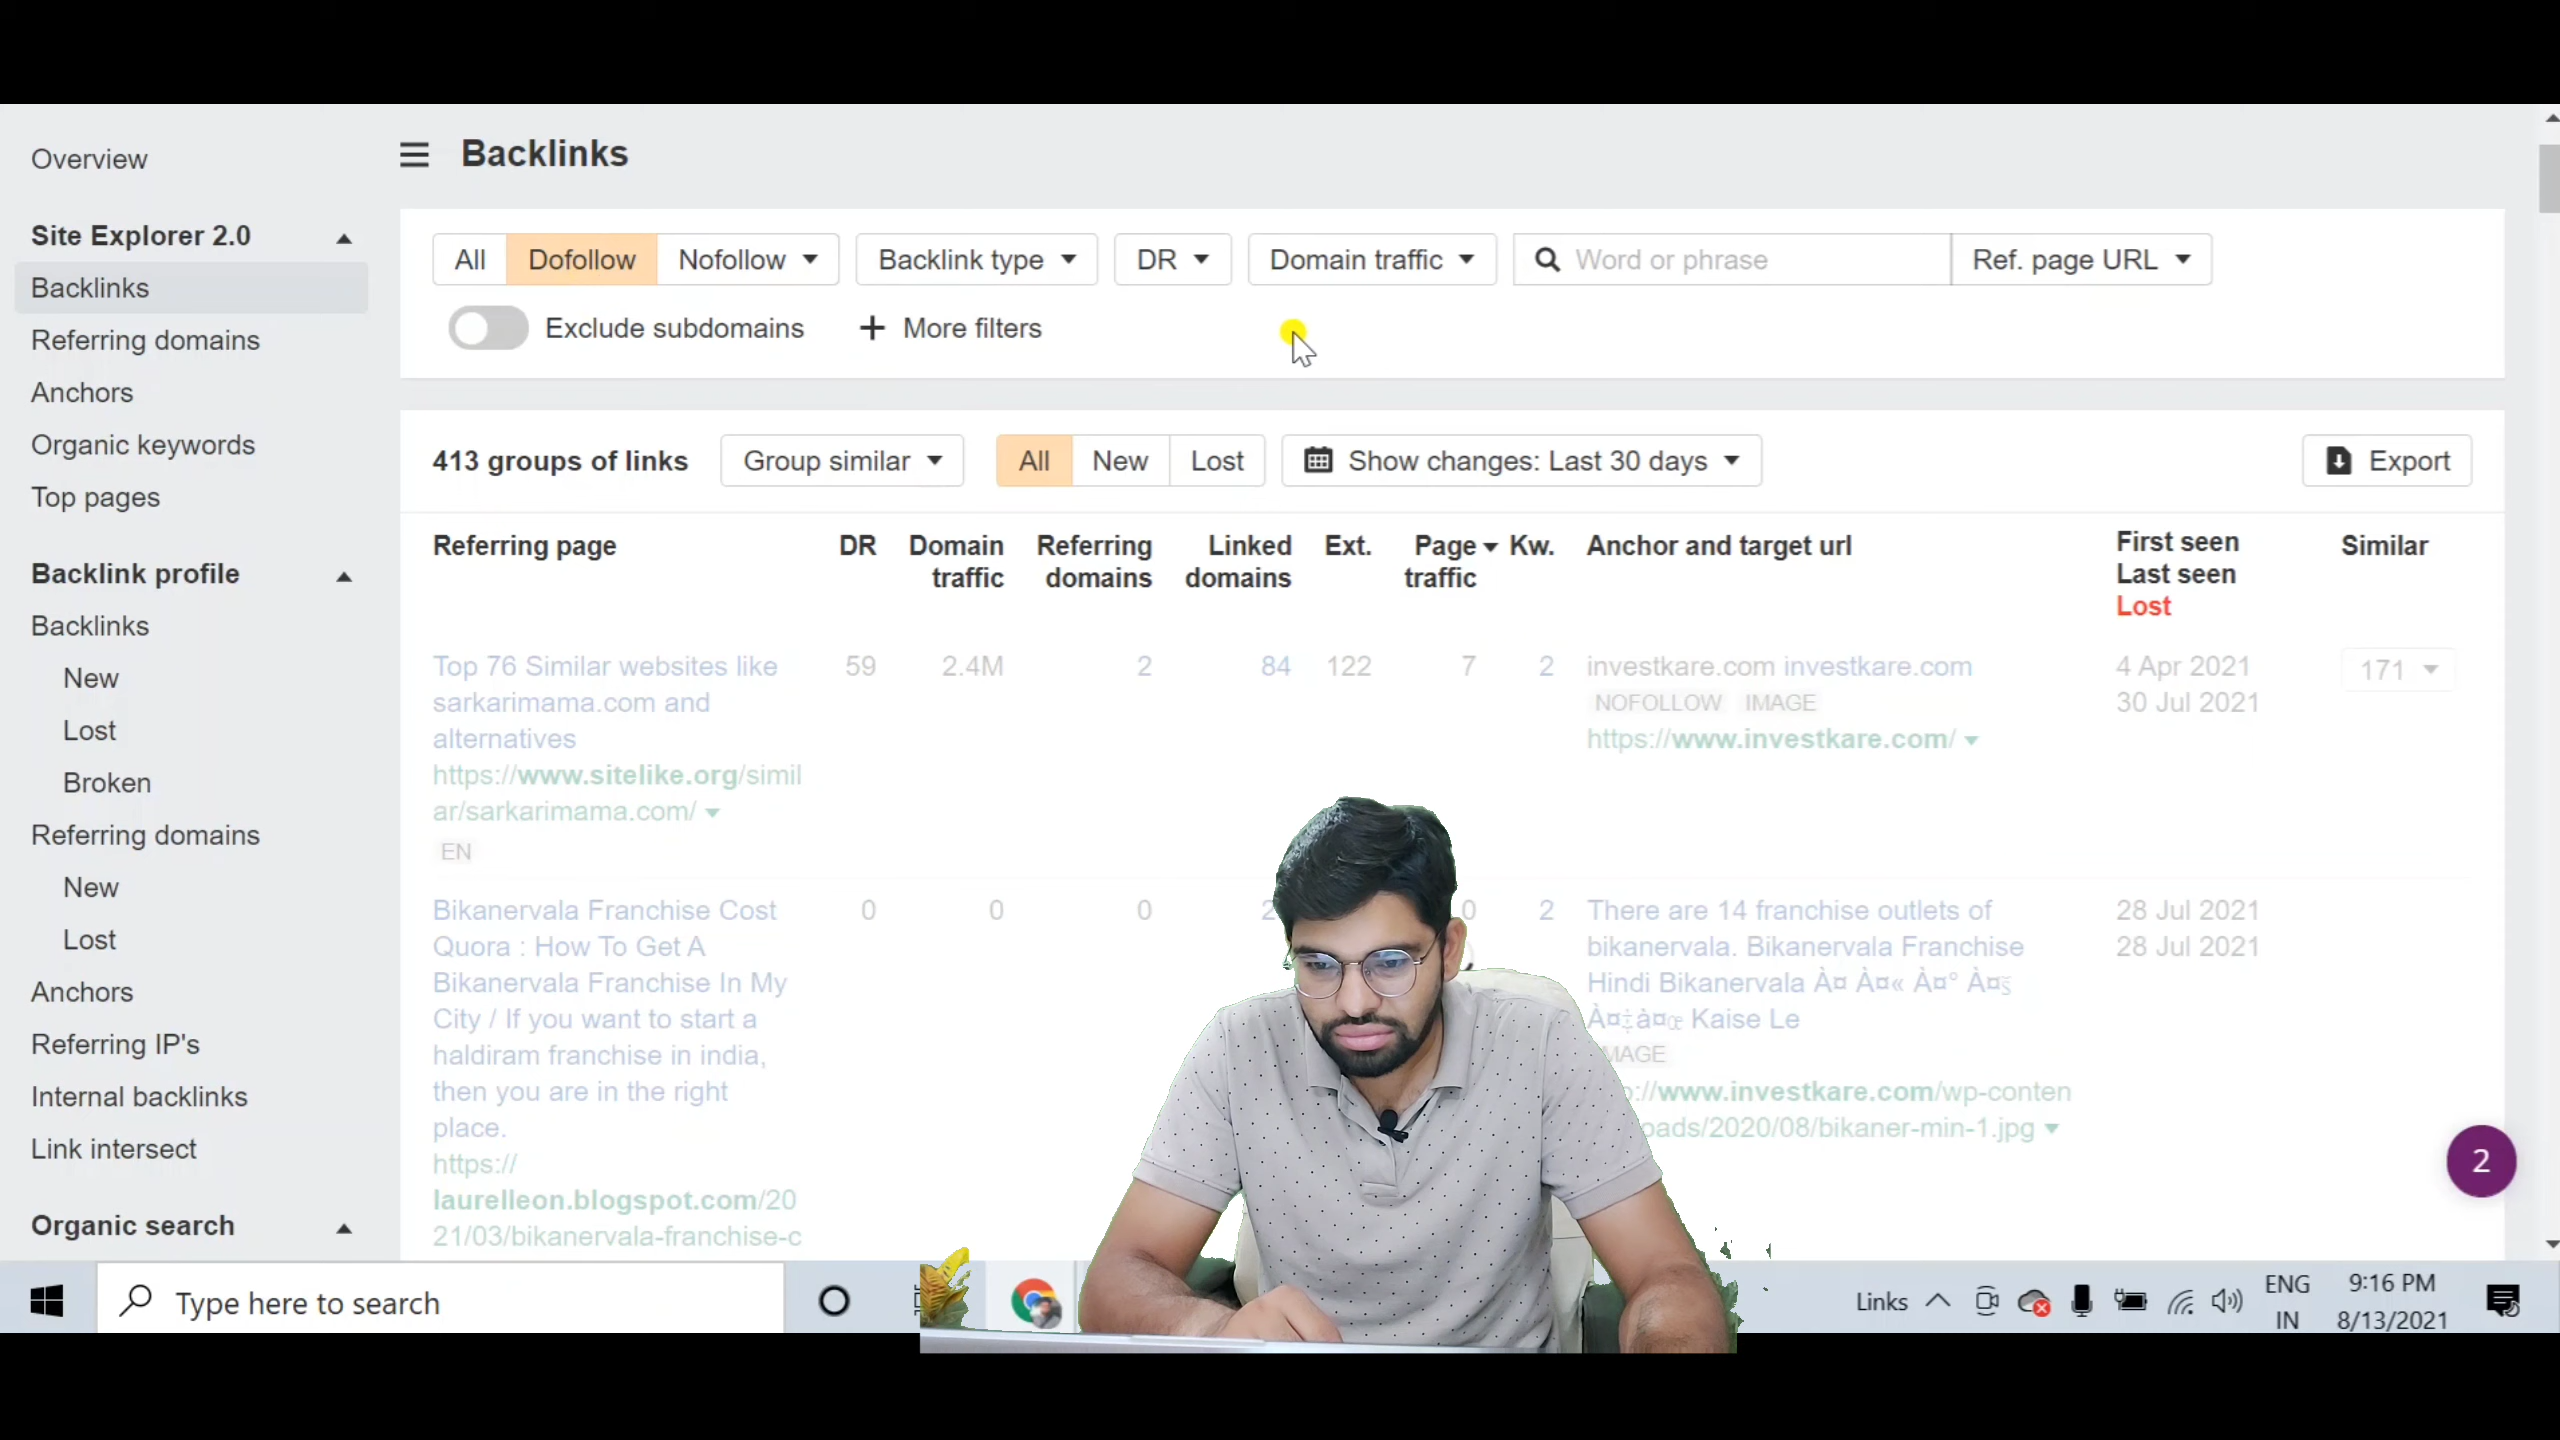 Overview
Site Explorer 2.0
Backlinks
Referring domains
Anchors
Organic keywords
Top pages
Backlink profile
Backlinks
New
Lost
Broken
Referring domains
New
Lost
Anchors
Referring IP's
Internal backlinks
Link intersect
Organic search
Backlinks
All Dofollow Nofollow Backlink type DR Domain traffic Word or phrase Ref. page URL
Exclude subdomains + More filters
413 groups of links Group similar All New Lost Show changes: Last 30 days Export
Referring page DR Domain traffic Referring domains Linked domains Ext. Page traffic Kw. Anchor and target url First seen Last seen Lost Similar
Top 76 Similar websites like
sarkarimama.com and
alternatives
https://www.sitelike.org/simil
ar/sarkarimama.com/
EN
59 2.4M 2 84 122 7 2
investkare.com investkare.com
NOFOLLOW IMAGE
https://www.investkare.com/
4 Apr 2021
30 Jul 2021
171
Bikanervala Franchise Cost
Quora : How To Get A
Bikanervala Franchise In My
City / If you want to start a
haldiram franchise in india,
then you are in the right
place.
https://
laurelleon.blogspot.com/20
21/03/bikanervala-franchise-c
0 0 0 2 0 2
There are 14 franchise outlets of
bikanervala. Bikanervala Franchise
Hindi Bikanervala
Kaise Le
://www.investkare.com/wp-conten
oads/2020/08/bikaner-min-1.jpg
28 Jul 2021
28 Jul 2021
2
Type here to search
Links
ENG
IN
9:16 PM
8/13/2021